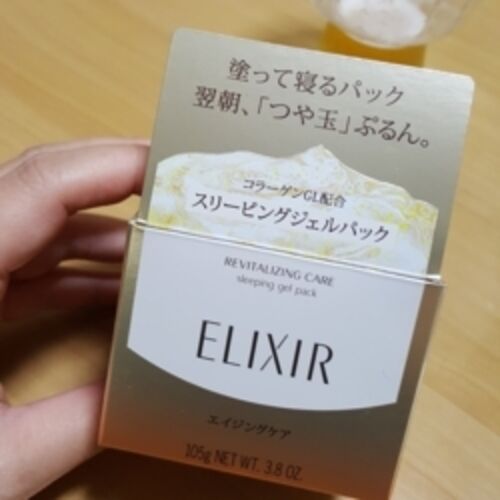 塗って寝るパック
翌朝、「つや玉」ぷるん。
コラーゲンGL配合
スリーピングジェルパック
REVITALIZING CARE
sleeping gel pack
ELIXIR
エイジングケア
105g NET WT. 3.8 OZ.